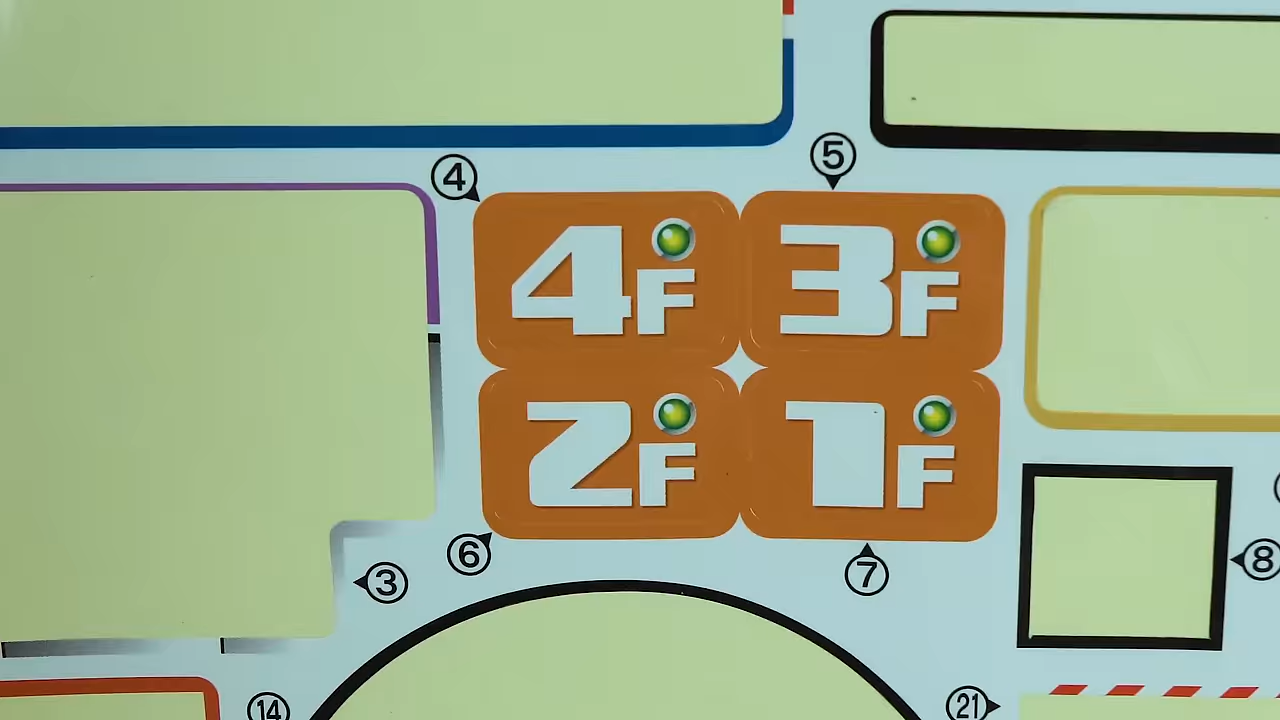 ④
⑤
4F
3F
2F
1F
⑥
③
⑦
⑧
⑭
㉑